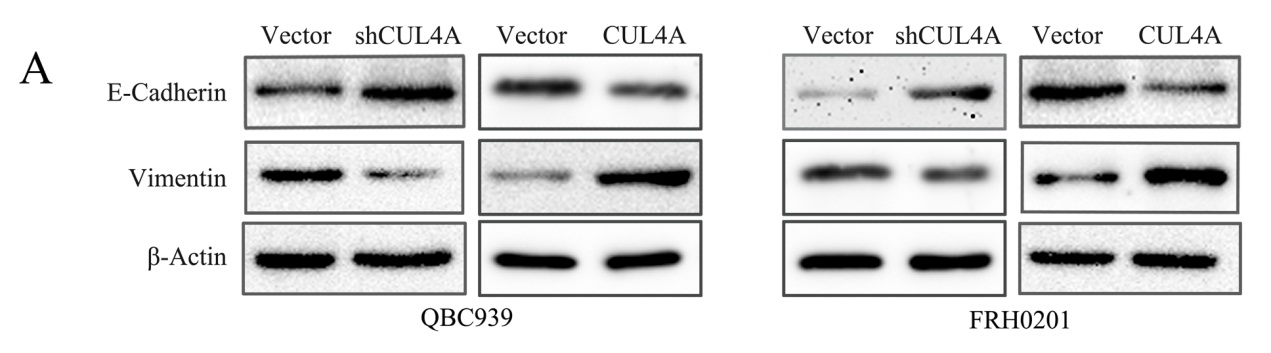 A
Vector shCUL4A Vector CUL4A Vector shCUL4A Vector CUL4A
E-Cadherin
Vimentin
β-Actin
QBC939 FRH0201